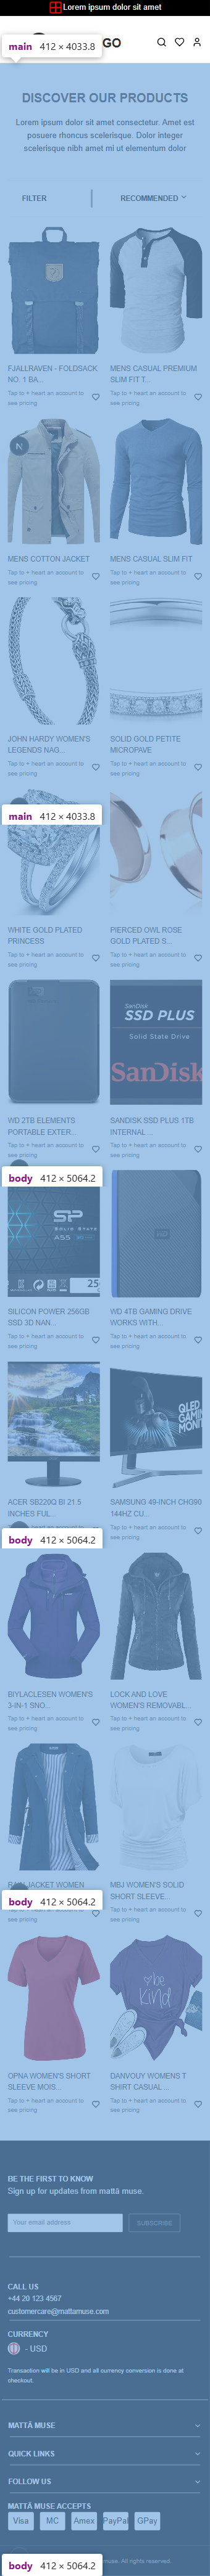 Lorem ipsum dolor sit amet
main 412 × 4033.8
GO
DISCOVER OUR PRODUCTS
Lorem ipsum dolor sit amet consectetur. Amet est
posuere rhoncus scelerisque. Dolor integer
scelerisque nibh amet mi ut elementum dolor
FILTER
RECOMMENDED
FJALLRAVEN - FOLDSACK
NO. 1 BA...
Tap to + heart an account to
see pricing
MENS CASUAL PREMIUM
SLIM FIT T...
Tap to + heart an account to
see pricing
MENS COTTON JACKET
Tap to + heart an account to
see pricing
MENS CASUAL SLIM FIT
Tap to + heart an account to
see pricing
JOHN HARDY WOMEN'S
LEGENDS NAG...
Tap to + heart an account to
see pricing
SOLID GOLD PETITE
MICROPAVE
Tap to + heart an account to
see pricing
main 412 × 4033.8
WHITE GOLD PLATED
PRINCESS
Tap to + heart an account to
see pricing
PIERCED OWL ROSE
GOLD PLATED S...
Tap to + heart an account to
see pricing
SanDisk
SSD PLUS
Solid State Drive
SanDisk
WD 2TB ELEMENTS
PORTABLE EXTER...
Tap to + heart an account to
see pricing
SANDISK SSD PLUS 1TB
INTERNAL ...
Tap to + heart an account to
see pricing
body 412 × 5064.2
SP
SOLID STATE
A55
25
WD
SILICON POWER 256GB
SSD 3D NAN...
Tap to + heart an account to
see pricing
WD 4TB GAMING DRIVE
WORKS WITH...
Tap to + heart an account to
see pricing
QLED
GAMING
MONIT
ACER SB220Q BI 21.5
INCHES FUL...
heart an account to
SAMSUNG 49-INCH CHG90
144HZ CU...
Tap to + heart an account to
see pricing
body 412 × 5064.2
BIYLACLESEN WOMEN'S
3-IN-1 SNO...
Tap to + heart an account to
see pricing
LOCK AND LOVE
WOMEN'S REMOVABL...
Tap to + heart an account to
see pricing
RAIN JACKET WOMEN
Tap to + heart an account to
MBJ WOMEN'S SOLID
SHORT SLEEVE...
Tap to + heart an account to
see pricing
body 412 × 5064.2
be
kind
OPNA WOMEN'S SHORT
SLEEVE MOIS...
Tap to + heart an account to
see pricing
DANVOUY WOMENS T
SHIRT CASUAL ...
Tap to + heart an account to
see pricing
BE THE FIRST TO KNOW
Sign up for updates from mattā muse.
Your email address
SUBSCRIBE
CALL US
+44 20 123 4567
customercare@mattamuse.com
CURRENCY
- USD
Transaction will be in USD and all currency conversion is done at
checkout.
MATTĀ MUSE
QUICK LINKS
FOLLOW US
MATTĀ MUSE ACCEPTS
Visa MC Amex PayPal GPay
body 412 × 5064.2
muse. All rights reserved.